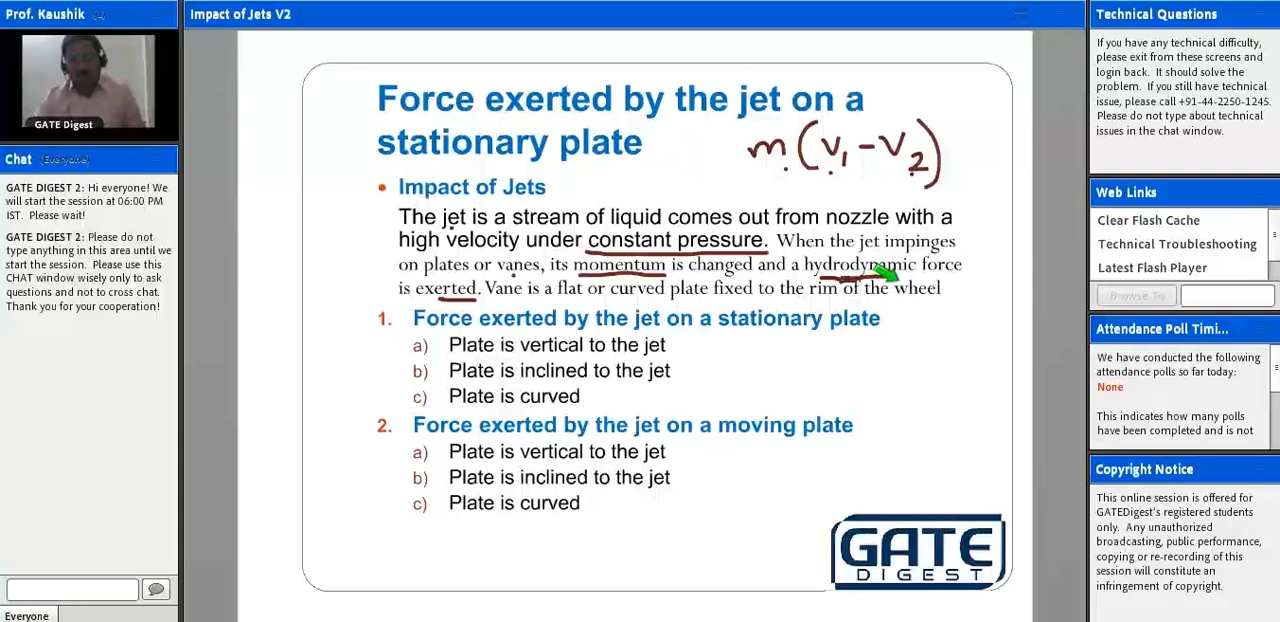 Prof. Kaushik
GATE Digest
Chat (Everyone)
GATE DIGEST 2: Hi everyone! We
will start the session at 06:00 PM
IST. Please wait!
GATE DIGEST 2: Please do not
type anything in this area until we
start the session. Please use this
CHAT window wisely only to ask
questions and not to cross chat.
Thank you for your cooperation!
Everyone
Impact of Jets V2
Force exerted by the jet on a
stationary plate
m(v1-v2)
• Impact of Jets
The jet is a stream of liquid comes out from nozzle with a
high velocity under constant pressure. When the jet impinges
on plates or vanes, its momentum is changed and a hydrodynamic force
is exerted. Vane is a flat or curved plate fixed to the rim of the wheel
1. Force exerted by the jet on a stationary plate
a) Plate is vertical to the jet
b) Plate is inclined to the jet
c) Plate is curved
2. Force exerted by the jet on a moving plate
a) Plate is vertical to the jet
b) Plate is inclined to the jet
c) Plate is curved
GATE
DIGEST
Technical Questions
If you have any technical difficulty,
please exit from these screens and
login back. It should solve the
problem. If you still have technical
issue, please call +91-44-2250-1245.
Please do not type about technical
issues in the chat window.
Web Links
Clear Flash Cache
Technical Troubleshooting
Latest Flash Player
Browse To
Attendance Poll Timi...
We have conducted the following
attendance polls so far today:
None
This indicates how many polls
have been completed and is not
Copyright Notice
This online session is offered for
GATEDigest's registered students
only. Any unauthorized
broadcasting, public performance,
copying or re-recording of this
session will constitute an
infringement of copyright.